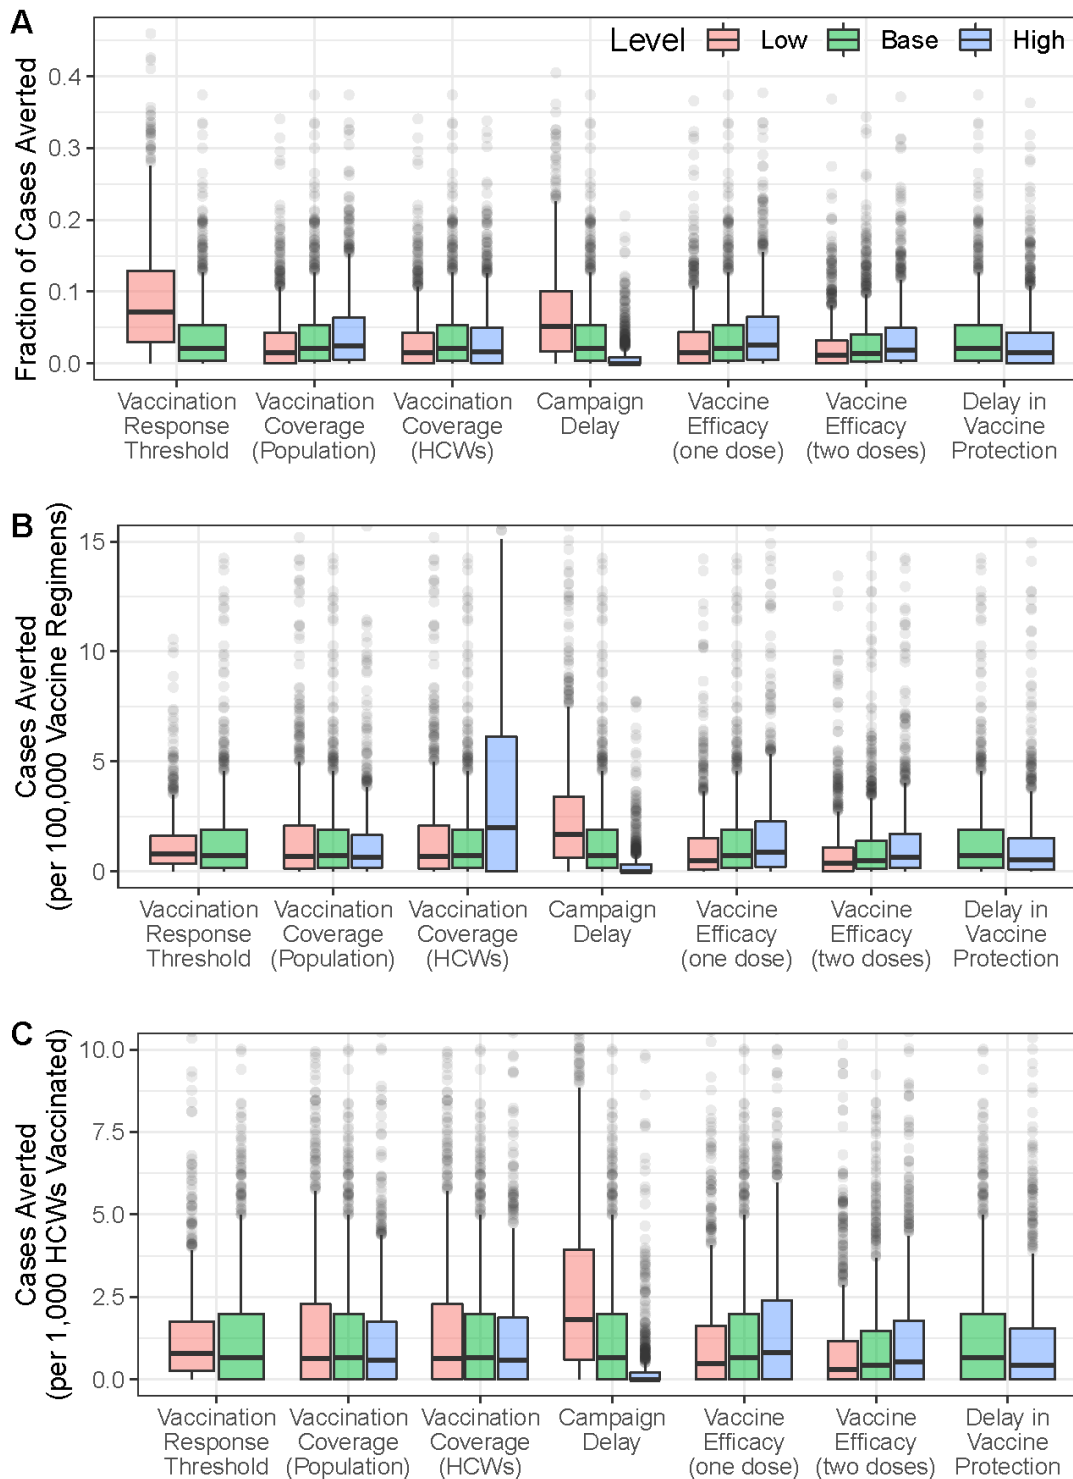 A
Level Low Base High
Fraction of Cases Averted
0.4
0.3
0.2
0.1
0.0
Vaccination Response Threshold
Vaccination Coverage (Population)
Vaccination Coverage (HCWs)
Campaign Delay
Vaccine Efficacy (one dose)
Vaccine Efficacy (two doses)
Delay in Vaccine Protection
B
Cases Averted
(per 100,000 Vaccine Regimens)
15
10
5
0
Vaccination Response Threshold
Vaccination Coverage (Population)
Vaccination Coverage (HCWs)
Campaign Delay
Vaccine Efficacy (one dose)
Vaccine Efficacy (two doses)
Delay in Vaccine Protection
C
Cases Averted
(per 1,000 HCWs Vaccinated)
10.0
7.5
5.0
2.5
0.0
Vaccination Response Threshold
Vaccination Coverage (Population)
Vaccination Coverage (HCWs)
Campaign Delay
Vaccine Efficacy (one dose)
Vaccine Efficacy (two doses)
Delay in Vaccine Protection